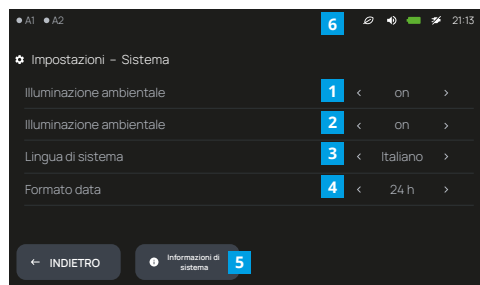 A1 A2 6 21:13
Impostazioni – Sistema
Illuminazione ambientale 1 < on >
Illuminazione ambientale 2 < on >
Lingua di sistema 3 < Italiano >
Formato data 4 < 24 h >
← INDIETRO
Informazioni di
sistema
5